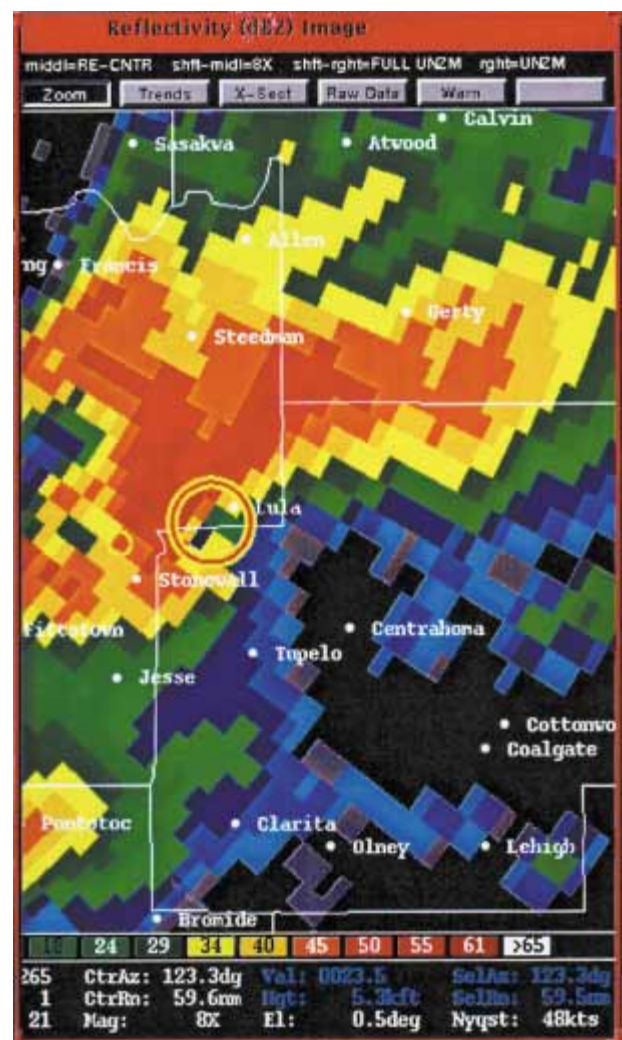 Reflectivity (dBZ) Image
middl=RE-CNTR shft-midl=8X shft-rght=FULL UNZM rght=UNZM
Zoom Trends X-Sect Raw Data Warn
Calvin
Sasakwa Atwood
Allen
ng Francis
Gerty
Steedman
Lula
Stonewall
Fittstown Centrahoma
Tupelo
Jesse
Cottonwo
Coalgate
Pontotoc Clarita
Olney Lehigh
Bromide
18 24 29 34 40 45 50 55 61 >65
265 CtrAz: 123.3dg Val: 0023.5 SelAz: 123.3dg
1 CtrRn: 59.6nm Hgt: 5.3kft SelRn: 59.5nm
21 Mag: 8X El: 0.5deg Nyqst: 48kts